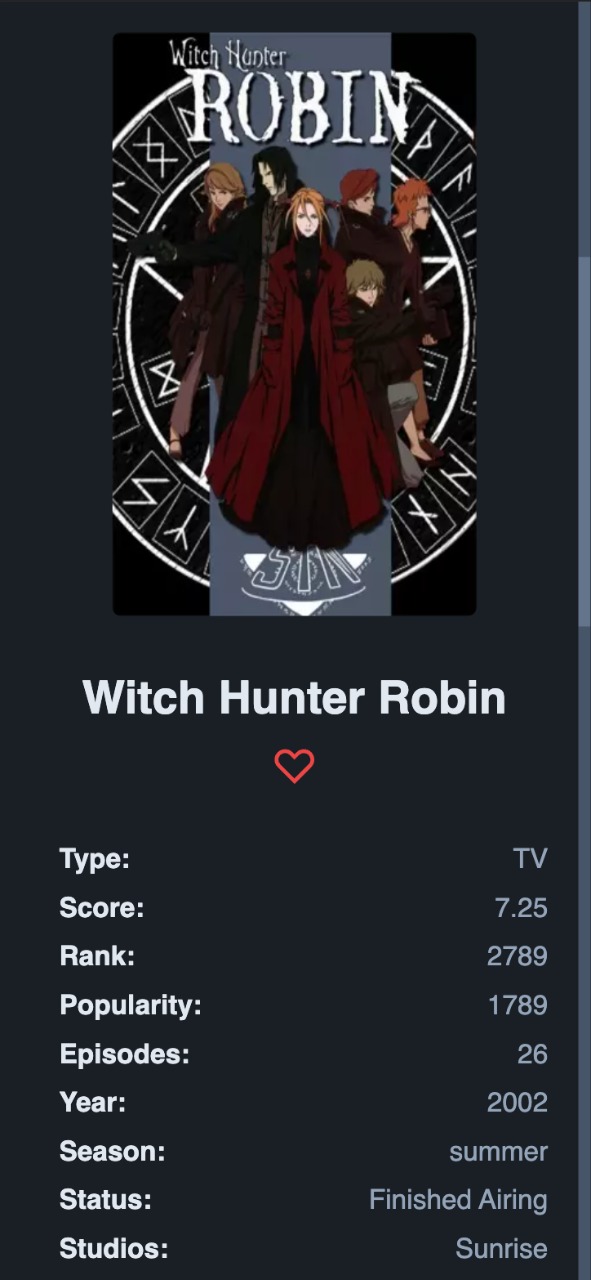 Witch Hunter
ROBIN
STN
Witch Hunter Robin
Type: TV
Score: 7.25
Rank: 2789
Popularity: 1789
Episodes: 26
Year: 2002
Season: summer
Status: Finished Airing
Studios: Sunrise